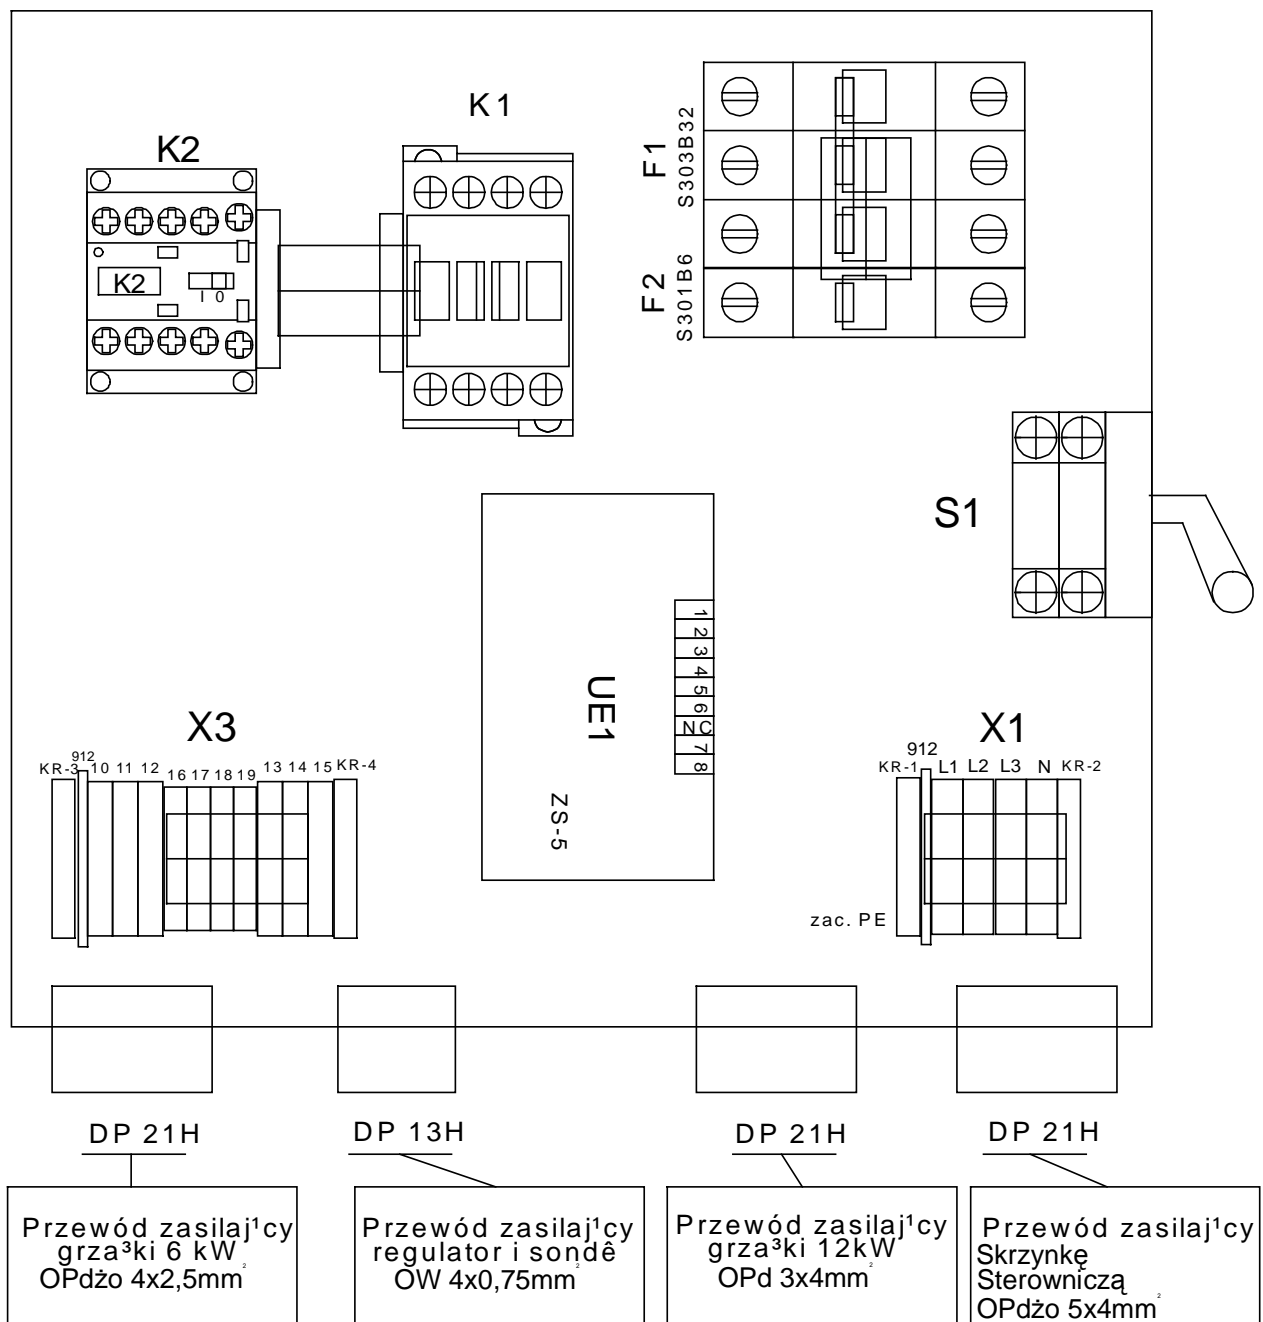 K1
K2
K2
I 0
F1
S303B32
F2
S301B6
S1
UE1
ZS-5
1
2
3
4
5
6
NC
7
8
X3
KR-3 912 10 11 12 16 17 18 19 13 14 15 KR-4
X1
KR-1 912 L1 L2 L3 N KR-2
zac. PE
DP 21H
DP 13H
DP 21H
DP 21H
Przewód zasilaj¹cy
grza³ki 6 kW
OPdżo 4x2,5mm²
Przewód zasilaj¹cy
regulator i sondê
OW 4x0,75mm²
Przewód zasilaj¹cy
grza³ki 12kW
OPd 3x4mm²
Przewód zasilaj¹cy
Skrzynkę
Sterowniczą
OPdżo 5x4mm²